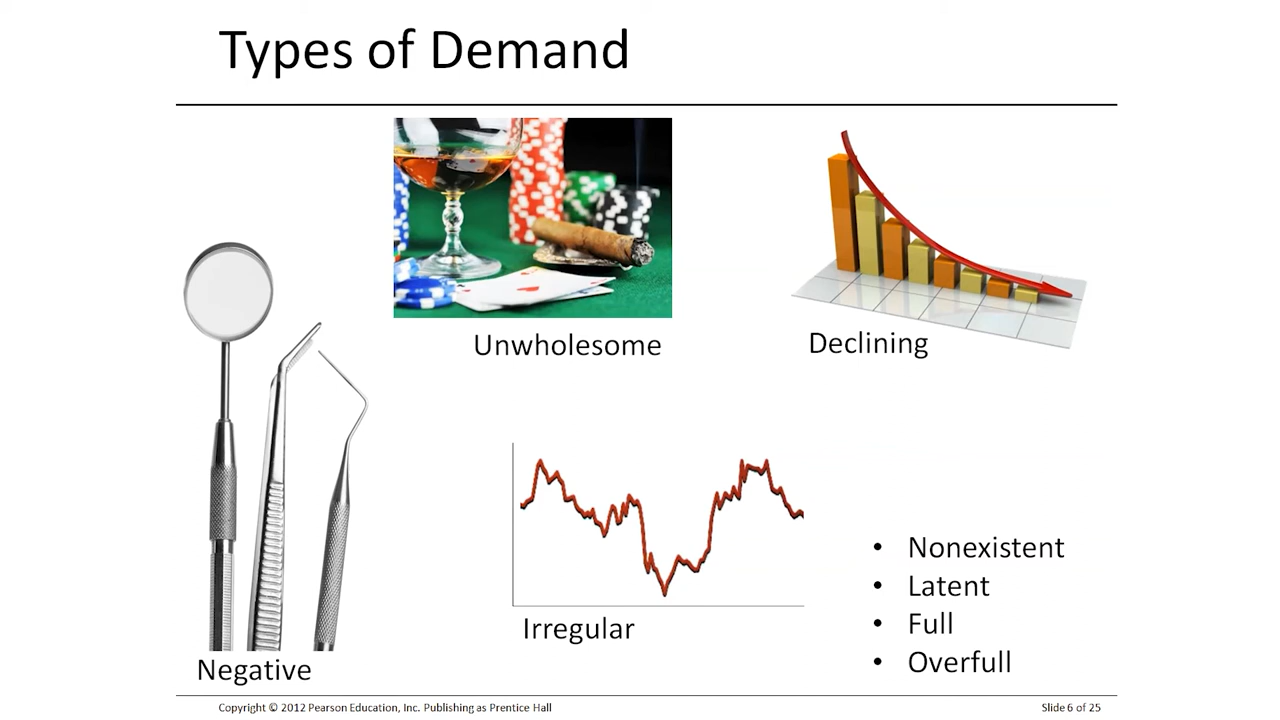 Types of Demand
Unwholesome
Declining
Negative
Irregular
• Nonexistent
• Latent
• Full
• Overfull
Copyright © 2012 Pearson Education, Inc. Publishing as Prentice Hall
Slide 6 of 25